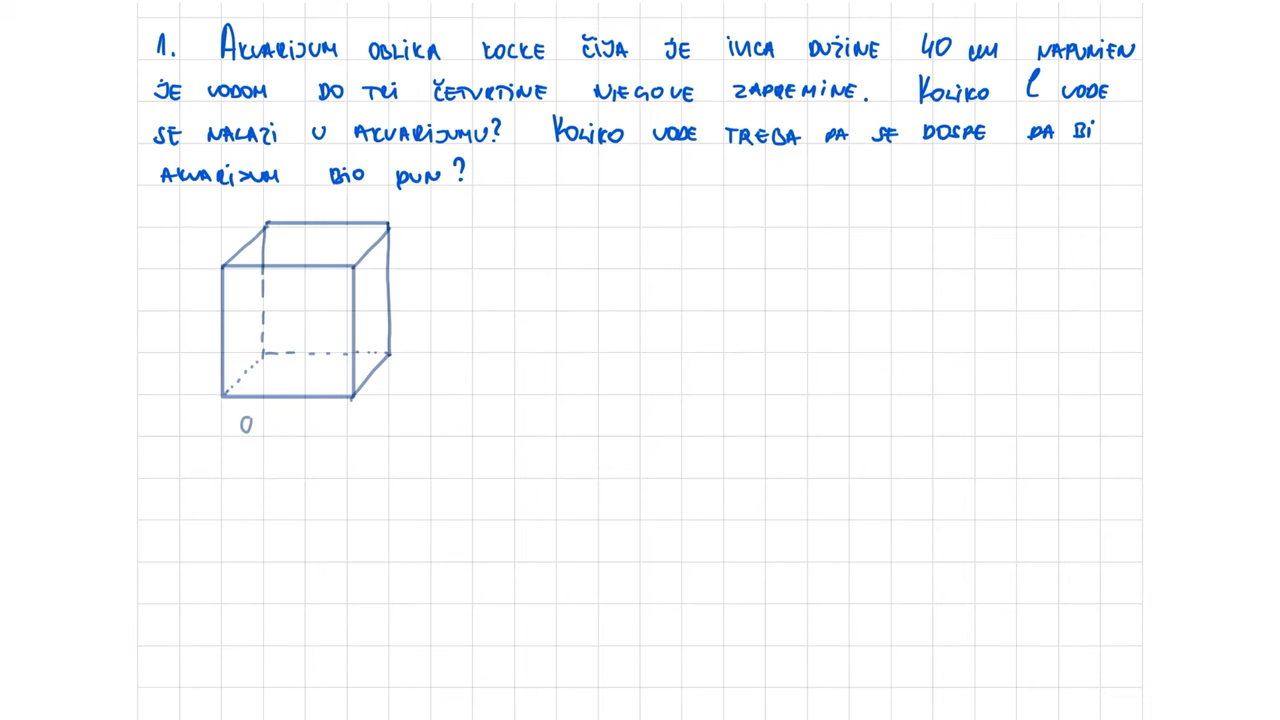 1. AKVARIJUM OBLIKA KOCKE ČIJA JE IVICA DUŽINE 40 cm NAPUNJEN
JE VODOM DO TRI ČETVRTINE NJEGOVE ZAPREMINE. KOLIKO l VODE
SE NALAZI U AKVARIJUMU? KOLIKO VODE TREBA DA SE DOSPE DA BI
AKVARIJUM BIO PUN?
0